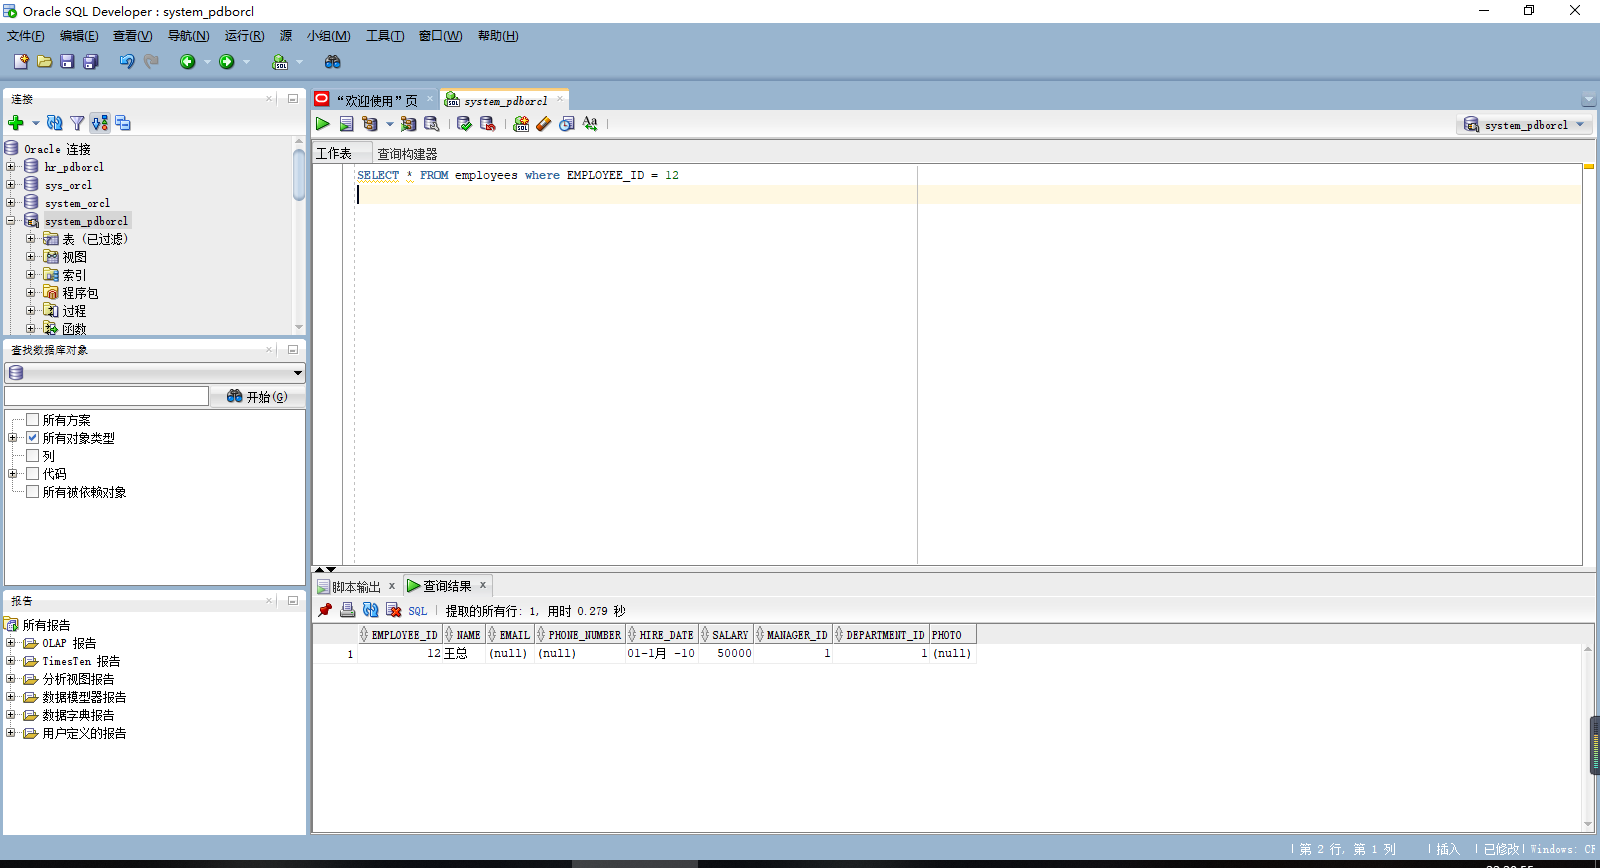 Oracle SQL Developer : system_pdborcl
文件(F) 编辑(E) 查看(V) 导航(N) 运行(R) 源 小组(M) 工具(T) 窗口(W) 帮助(H)
连接
Oracle 连接
hr_pdborcl
sys_orcl
system_orcl
system_pdborcl
表 (已过滤)
视图
索引
程序包
过程
函数
查找数据库对象
开始(G)
所有方案
所有对象类型
列
代码
所有被依赖对象
报告
所有报告
OLAP 报告
TimesTen 报告
分析视图报告
数据模型器报告
数据字典报告
用户定义的报告
“欢迎使用”页 system_pdborcl
system_pdborcl
工作表 查询构建器
SELECT * FROM employees where EMPLOYEE_ID = 12
脚本输出 查询结果
SQL 提取的所有行: 1, 用时 0.279 秒
EMPLOYEE_ID NAME EMAIL PHONE_NUMBER HIRE_DATE SALARY MANAGER_ID DEPARTMENT_ID PHOTO
1 12 王总 (null) (null) 01-1月 -10 50000 1 1 (null)
第 2 行, 第 1 列 插入 已修改 Windows: CR